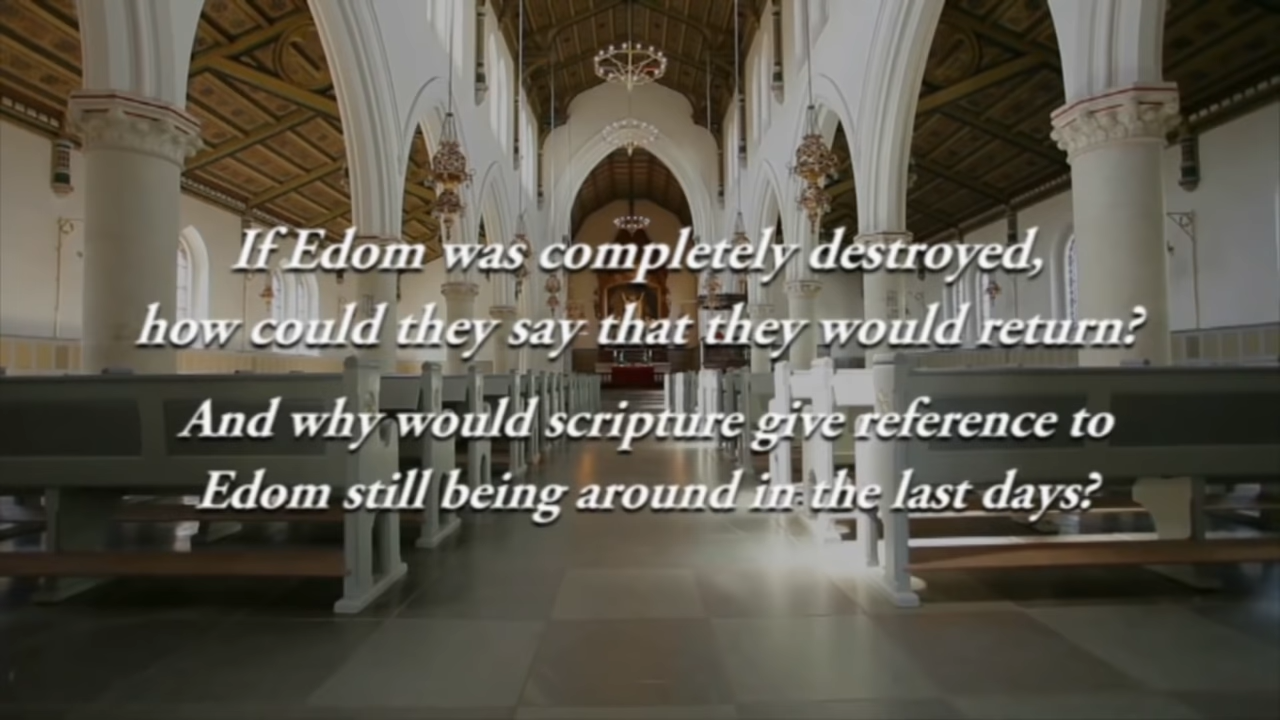 If Edom was completely destroyed,
how could they say that they would return?
And why would scripture give reference to
Edom still being around in the last days?